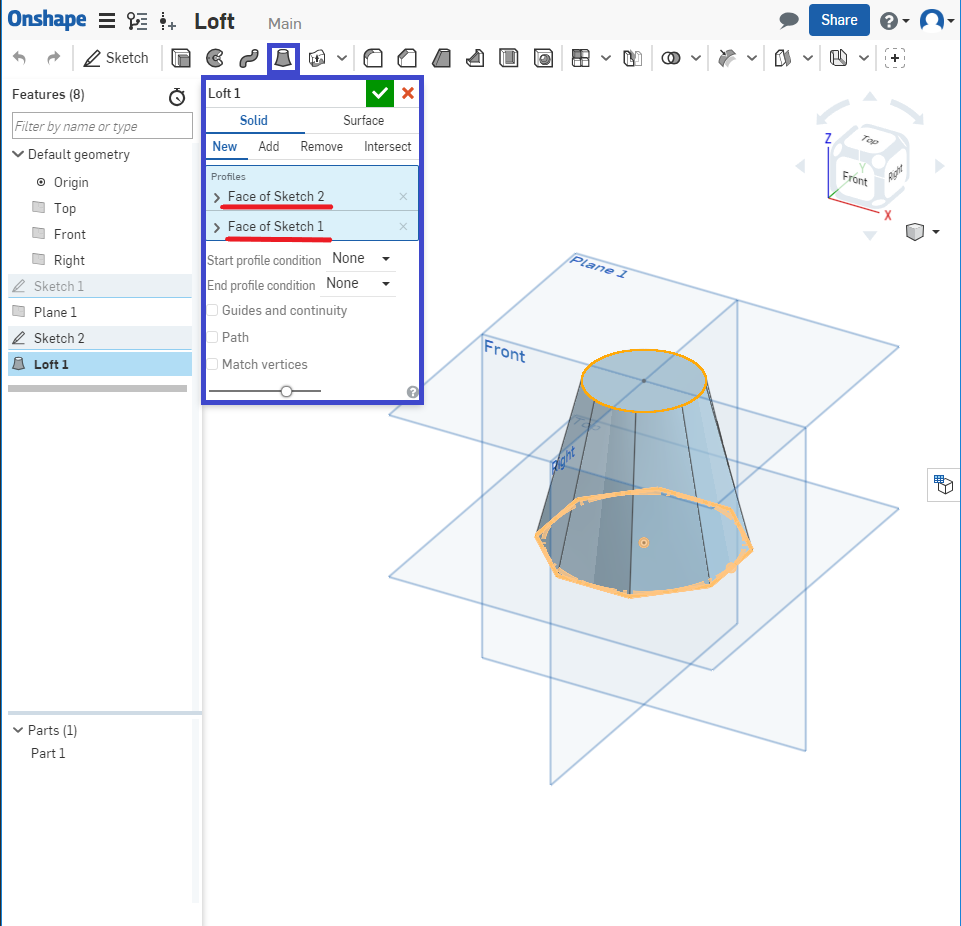 Onshape Loft Main Share
Sketch
Features (8)
Filter by name or type
Default geometry
Origin
Top
Front
Right
Sketch 1
Plane 1
Sketch 2
Loft 1
Parts (1)
Part 1
Loft 1
Solid Surface
New Add Remove Intersect
Profiles
Face of Sketch 2
Face of Sketch 1
Start profile condition None
End profile condition None
Guides and continuity
Path
Match vertices
?
Z
Top
Y
Front Right
X
Plane 1
Front
Top
Right